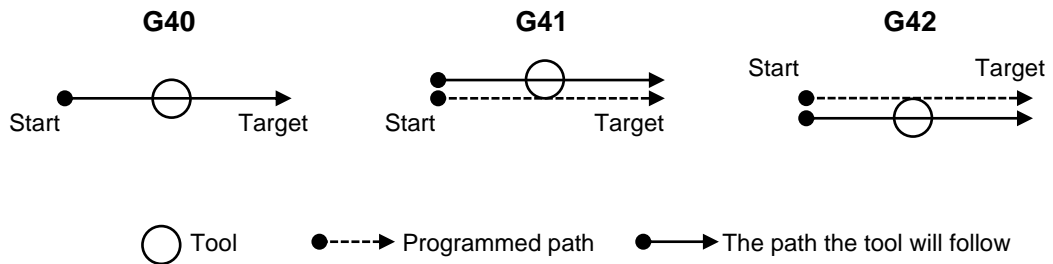 G40
G41
G42
Start
Target
Start
Target
Start
Target
Tool
Programmed path
The path the tool will follow